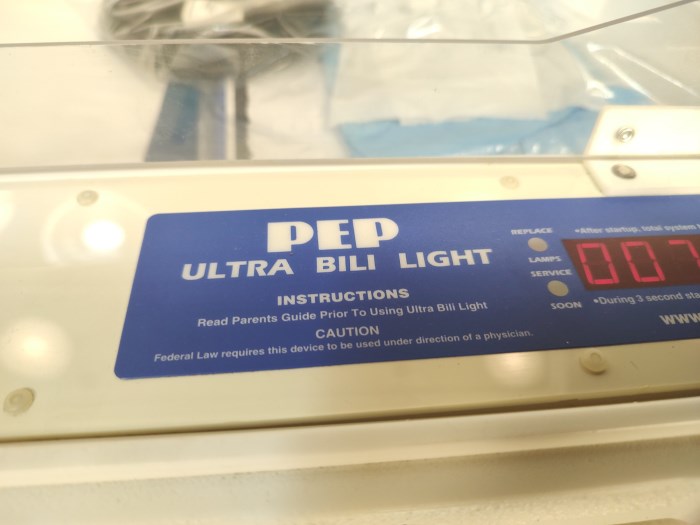 PEP
ULTRA BILI LIGHT
INSTRUCTIONS
Read Parents Guide Prior To Using Ultra Bili Light
CAUTION
Federal Law requires this device to be used under direction of a physician.
REPLACE
LAMPS
SERVICE
SOON
•After startup, total system
007
•During 3 second
WWW